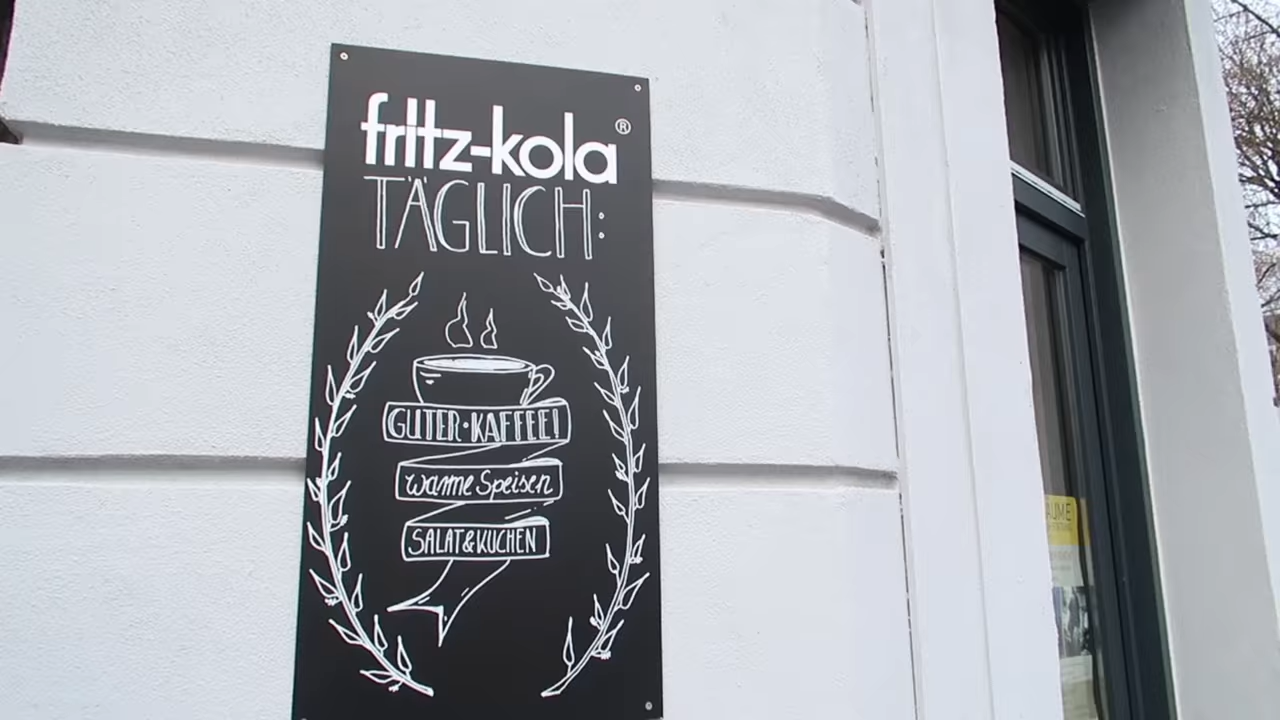 fritz-kola®
TÄGLICH:
GUTER·KAFFEE!
warme Speisen
SALAT&KUCHEN